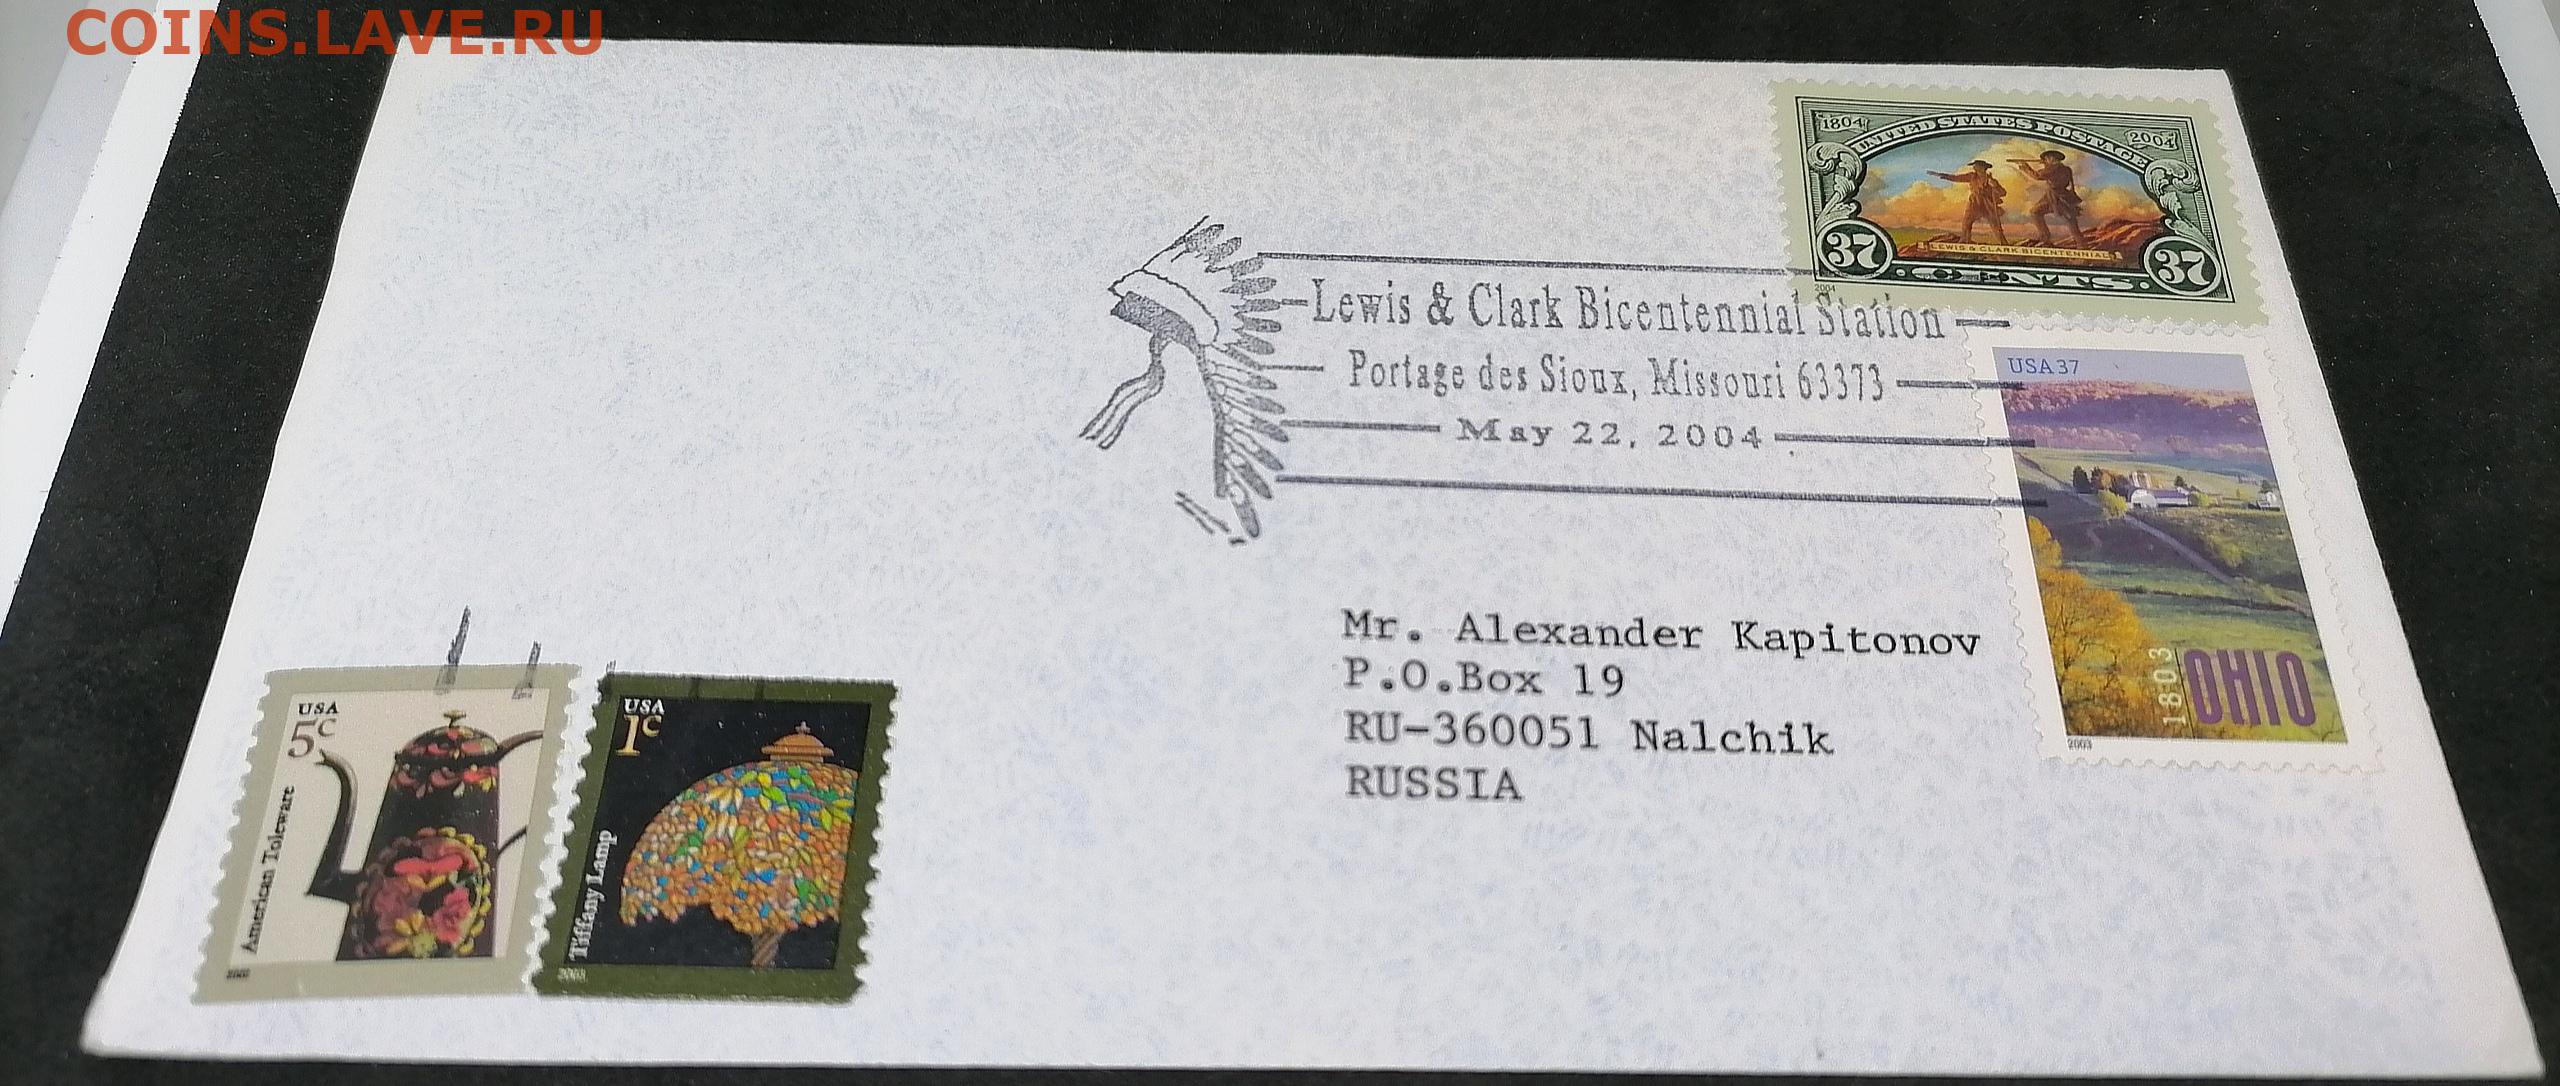 COINS.LAVE.RU
1804 UNITED STATES POSTAGE 2004
LEWIS & CLARK BICENTENNIAL
37 CENTS 37
2004
Lewis & Clark Bicentennial Station
Portage des Sioux, Missouri 63373
May 22, 2004
USA 37
1803 OHIO
2003
Mr. Alexander Kapitonov
P.O.Box 19
RU-360051 Nalchik
RUSSIA
USA
5c
American Toleware
USA
1c
Tiffany Lamp
2003